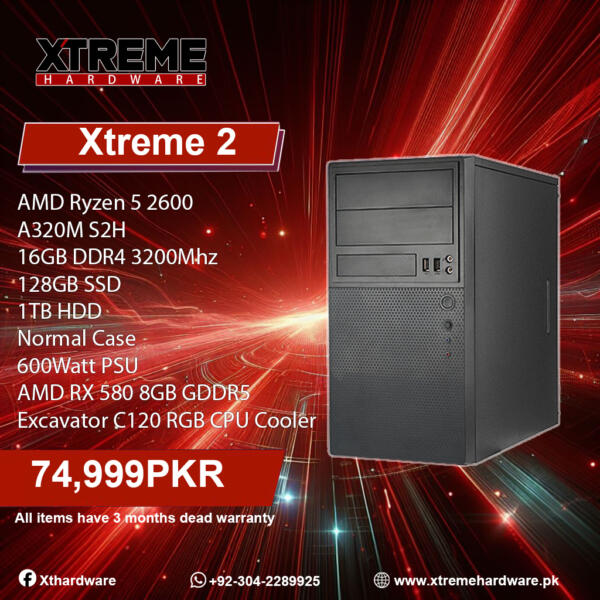 XTREME
HARDWARE
Xtreme 2
AMD Ryzen 5 2600
A320M S2H
16GB DDR4 3200Mhz
128GB SSD
1TB HDD
Normal Case
600Watt PSU
AMD RX 580 8GB GDDR5
Excavator C120 RGB CPU Cooler
74,999PKR
All items have 3 months dead warranty
Xthardware
+92-304-2289925
www.xtremehardware.pk